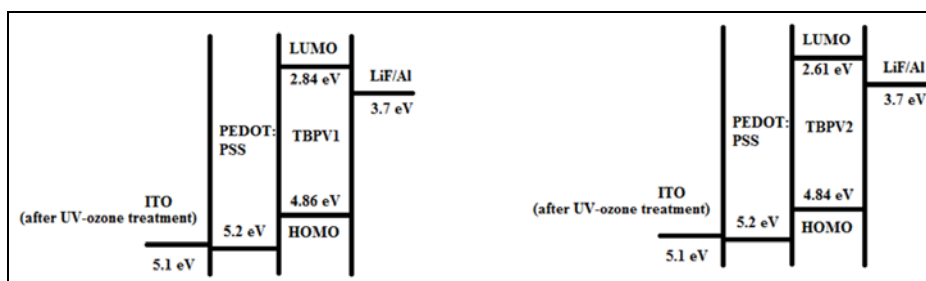 LUMO
2.84 eV
LiF/Al
3.7 eV
PEDOT:
PSS
TBPV1
ITO
(after UV-ozone treatment)
4.86 eV
5.2 eV
HOMO
5.1 eV
LUMO
2.61 eV
LiF/Al
3.7 eV
PEDOT:
PSS
TBPV2
ITO
(after UV-ozone treatment)
4.84 eV
5.2 eV
HOMO
5.1 eV